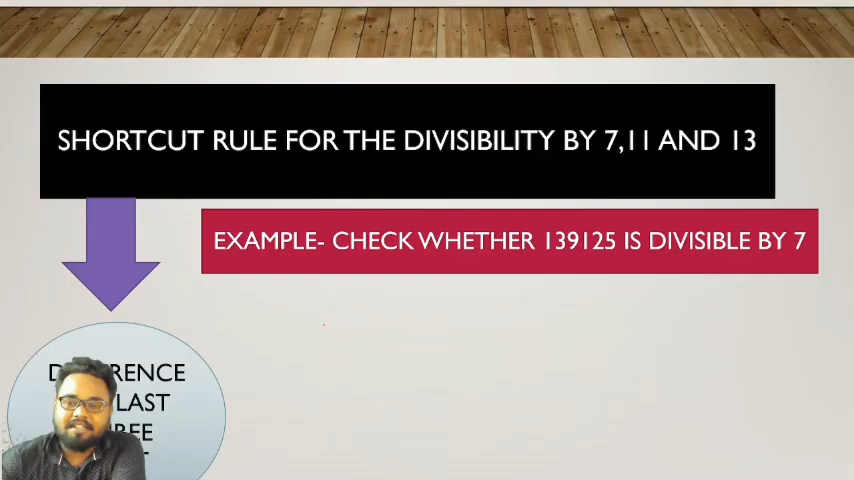 SHORTCUT RULE FOR THE DIVISIBILITY BY 7,11 AND 13
EXAMPLE- CHECK WHETHER 139125 IS DIVISIBLE BY 7
LAST